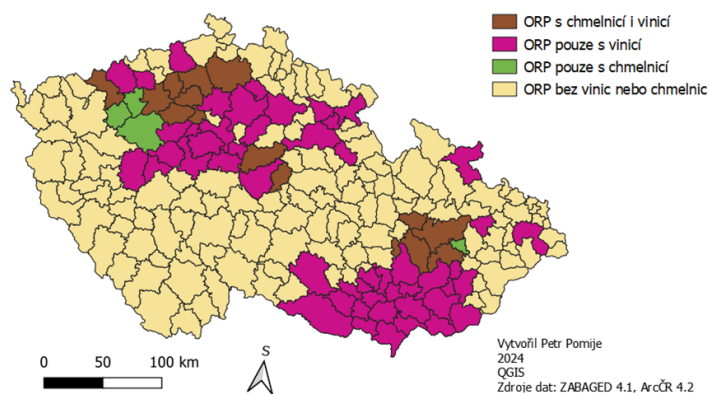 ORP s chmelnicí i vinicí
ORP pouze s vinicí
ORP pouze s chmelnicí
ORP bez vinic nebo chmelnic
0 50 100 km
S
Vytvořil Petr Pomije
2024
QGIS
Zdroje dat: ZABAGED 4.1, ArcČR 4.2